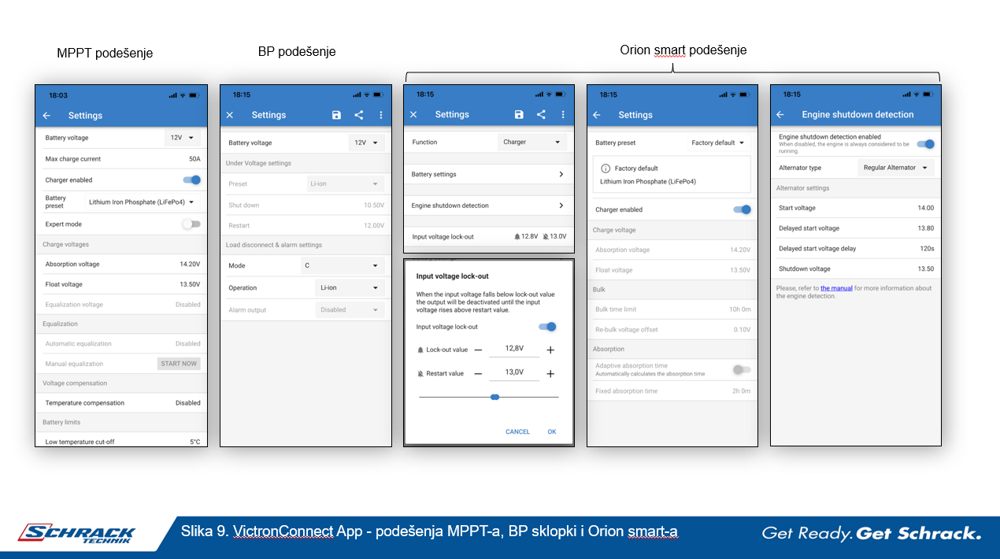 MPPT podešenje
BP podešenje
Orion smart podešenje
18:03
Settings
Battery voltage 12V
Max charge current 50A
Charger enabled
Battery preset Lithium Iron Phosphate (LiFePo4)
Expert mode
Charge voltages
Absorption voltage 14.20V
Float voltage 13.50V
Equalization voltage Disabled
Equalization
Automatic equalization Disabled
Manual equalization START NOW
Voltage compensation
Temperature compensation Disabled
Battery limits
Low temperature cut-off 5°C
18:15
Settings
Battery voltage 12V
Under Voltage settings
Preset Li-ion
Shut down 10.50V
Restart 12.00V
Load disconnect & alarm settings
Mode C
Operation Li-ion
Alarm output Disabled
18:15
Settings
Function Charger
Battery settings
Engine shutdown detection
Input voltage lock-out 12.8V 13.0V
Input voltage lock-out
When the input voltage falls below lock-out value
the output will be deactivated until the input
voltage rises above restart value.
Input voltage lock-out
Lock-out value 12,8V
Restart value 13,0V
CANCEL OK
18:15
Settings
Battery preset Factory default
Factory default
Lithium Iron Phosphate (LiFePo4)
Charger enabled
Charge voltage
Absorption voltage 14.20V
Float voltage 13.50V
Bulk
Bulk time limit 10h 0m
Re-bulk voltage offset 0.10V
Absorption
Adaptive absorption time
Automatically calculates the absorption time
Fixed absorption time 2h 0m
18:15
Engine shutdown detection
Engine shutdown detection enabled
When disabled, the engine is always considered to be
running.
Alternator type Regular Alternator
Alternator settings
Start voltage 14.00
Delayed start voltage 13.80
Delayed start voltage delay 120s
Shutdown voltage 13.50
Please, refer to the manual for more information about
the engine detection.
SCHRACK
TECHNIK
Slika 9. VictronConnect App - podešenja MPPT-a, BP sklopki i Orion smart-a
Get Ready. Get Schrack.